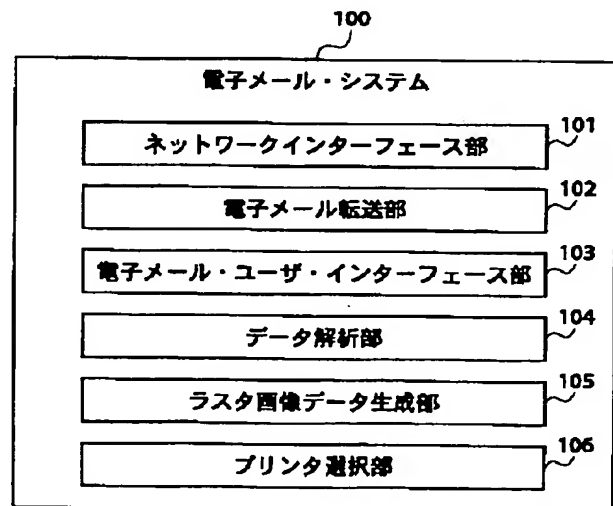 100
電子メール・システム
101
ネットワークインターフェース部
102
電子メール転送部
103
電子メール・ユーザ・インターフェース部
104
データ解析部
105
ラスタ画像データ生成部
106
プリンタ選択部